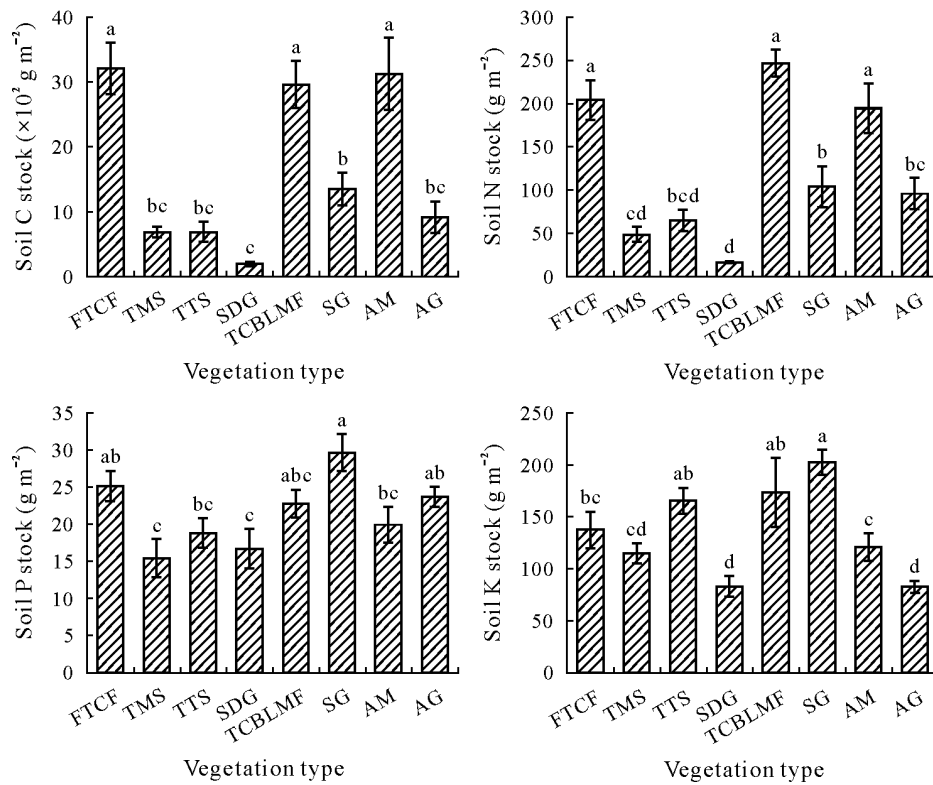 Soil C stock (×10² g m⁻²)
40
30
20
10
0
a
bc
bc
c
a
b
a
bc
FTCF
TMS
TTS
SDG
TCBLMF
SG
AM
AG
Vegetation type
Soil N stock (g m⁻²)
300
250
200
150
100
50
0
a
cd
bcd
d
a
b
a
bc
FTCF
TMS
TTS
SDG
TCBLMF
SG
AM
AG
Vegetation type
Soil P stock (g m⁻²)
35
30
25
20
15
10
5
0
ab
c
bc
c
abc
a
bc
ab
FTCF
TMS
TTS
SDG
TCBLMF
SG
AM
AG
Vegetation type
Soil K stock (g m⁻²)
250
200
150
100
50
0
bc
cd
ab
d
ab
a
c
d
FTCF
TMS
TTS
SDG
TCBLMF
SG
AM
AG
Vegetation type